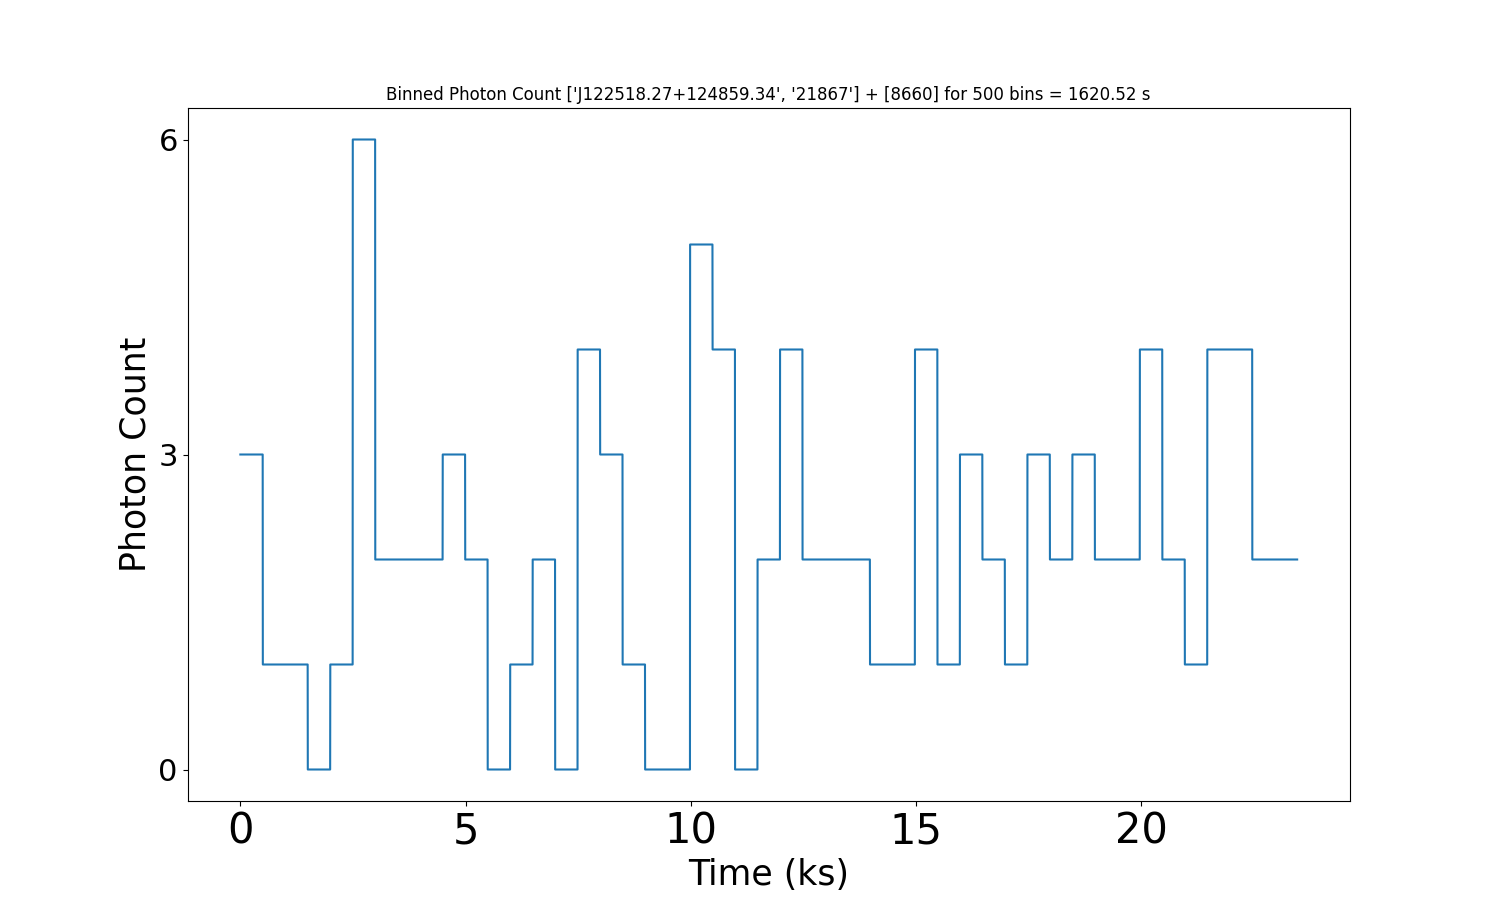 Binned Photon Count ['J122518.27+124859.34', '21867'] + [8660] for 500 bins = 1620.52 s
6
3
0
Photon Count
0 5 10 15 20
Time (ks)